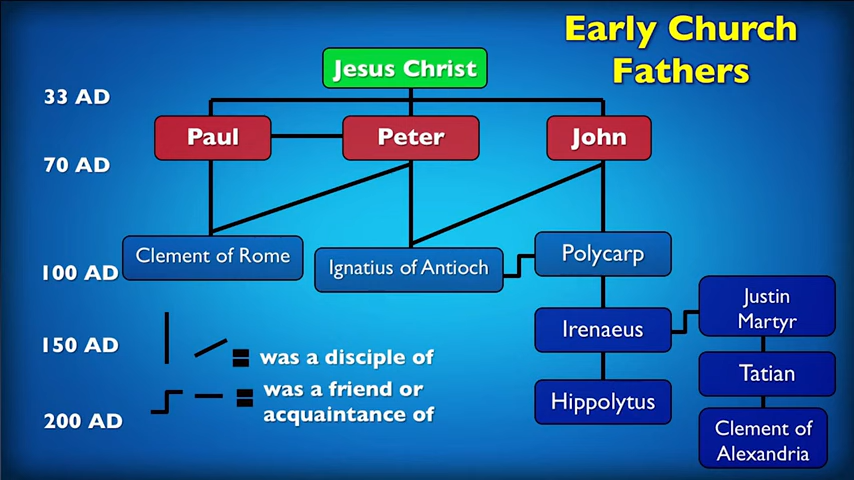 Early Church
Fathers
Jesus Christ
33 AD
Paul
Peter
John
70 AD
Clement of Rome
Ignatius of Antioch
Polycarp
100 AD
Justin
Martyr
Irenaeus
150 AD
was a disciple of
Tatian
was a friend or
acquaintance of
Hippolytus
200 AD
Clement of
Alexandria